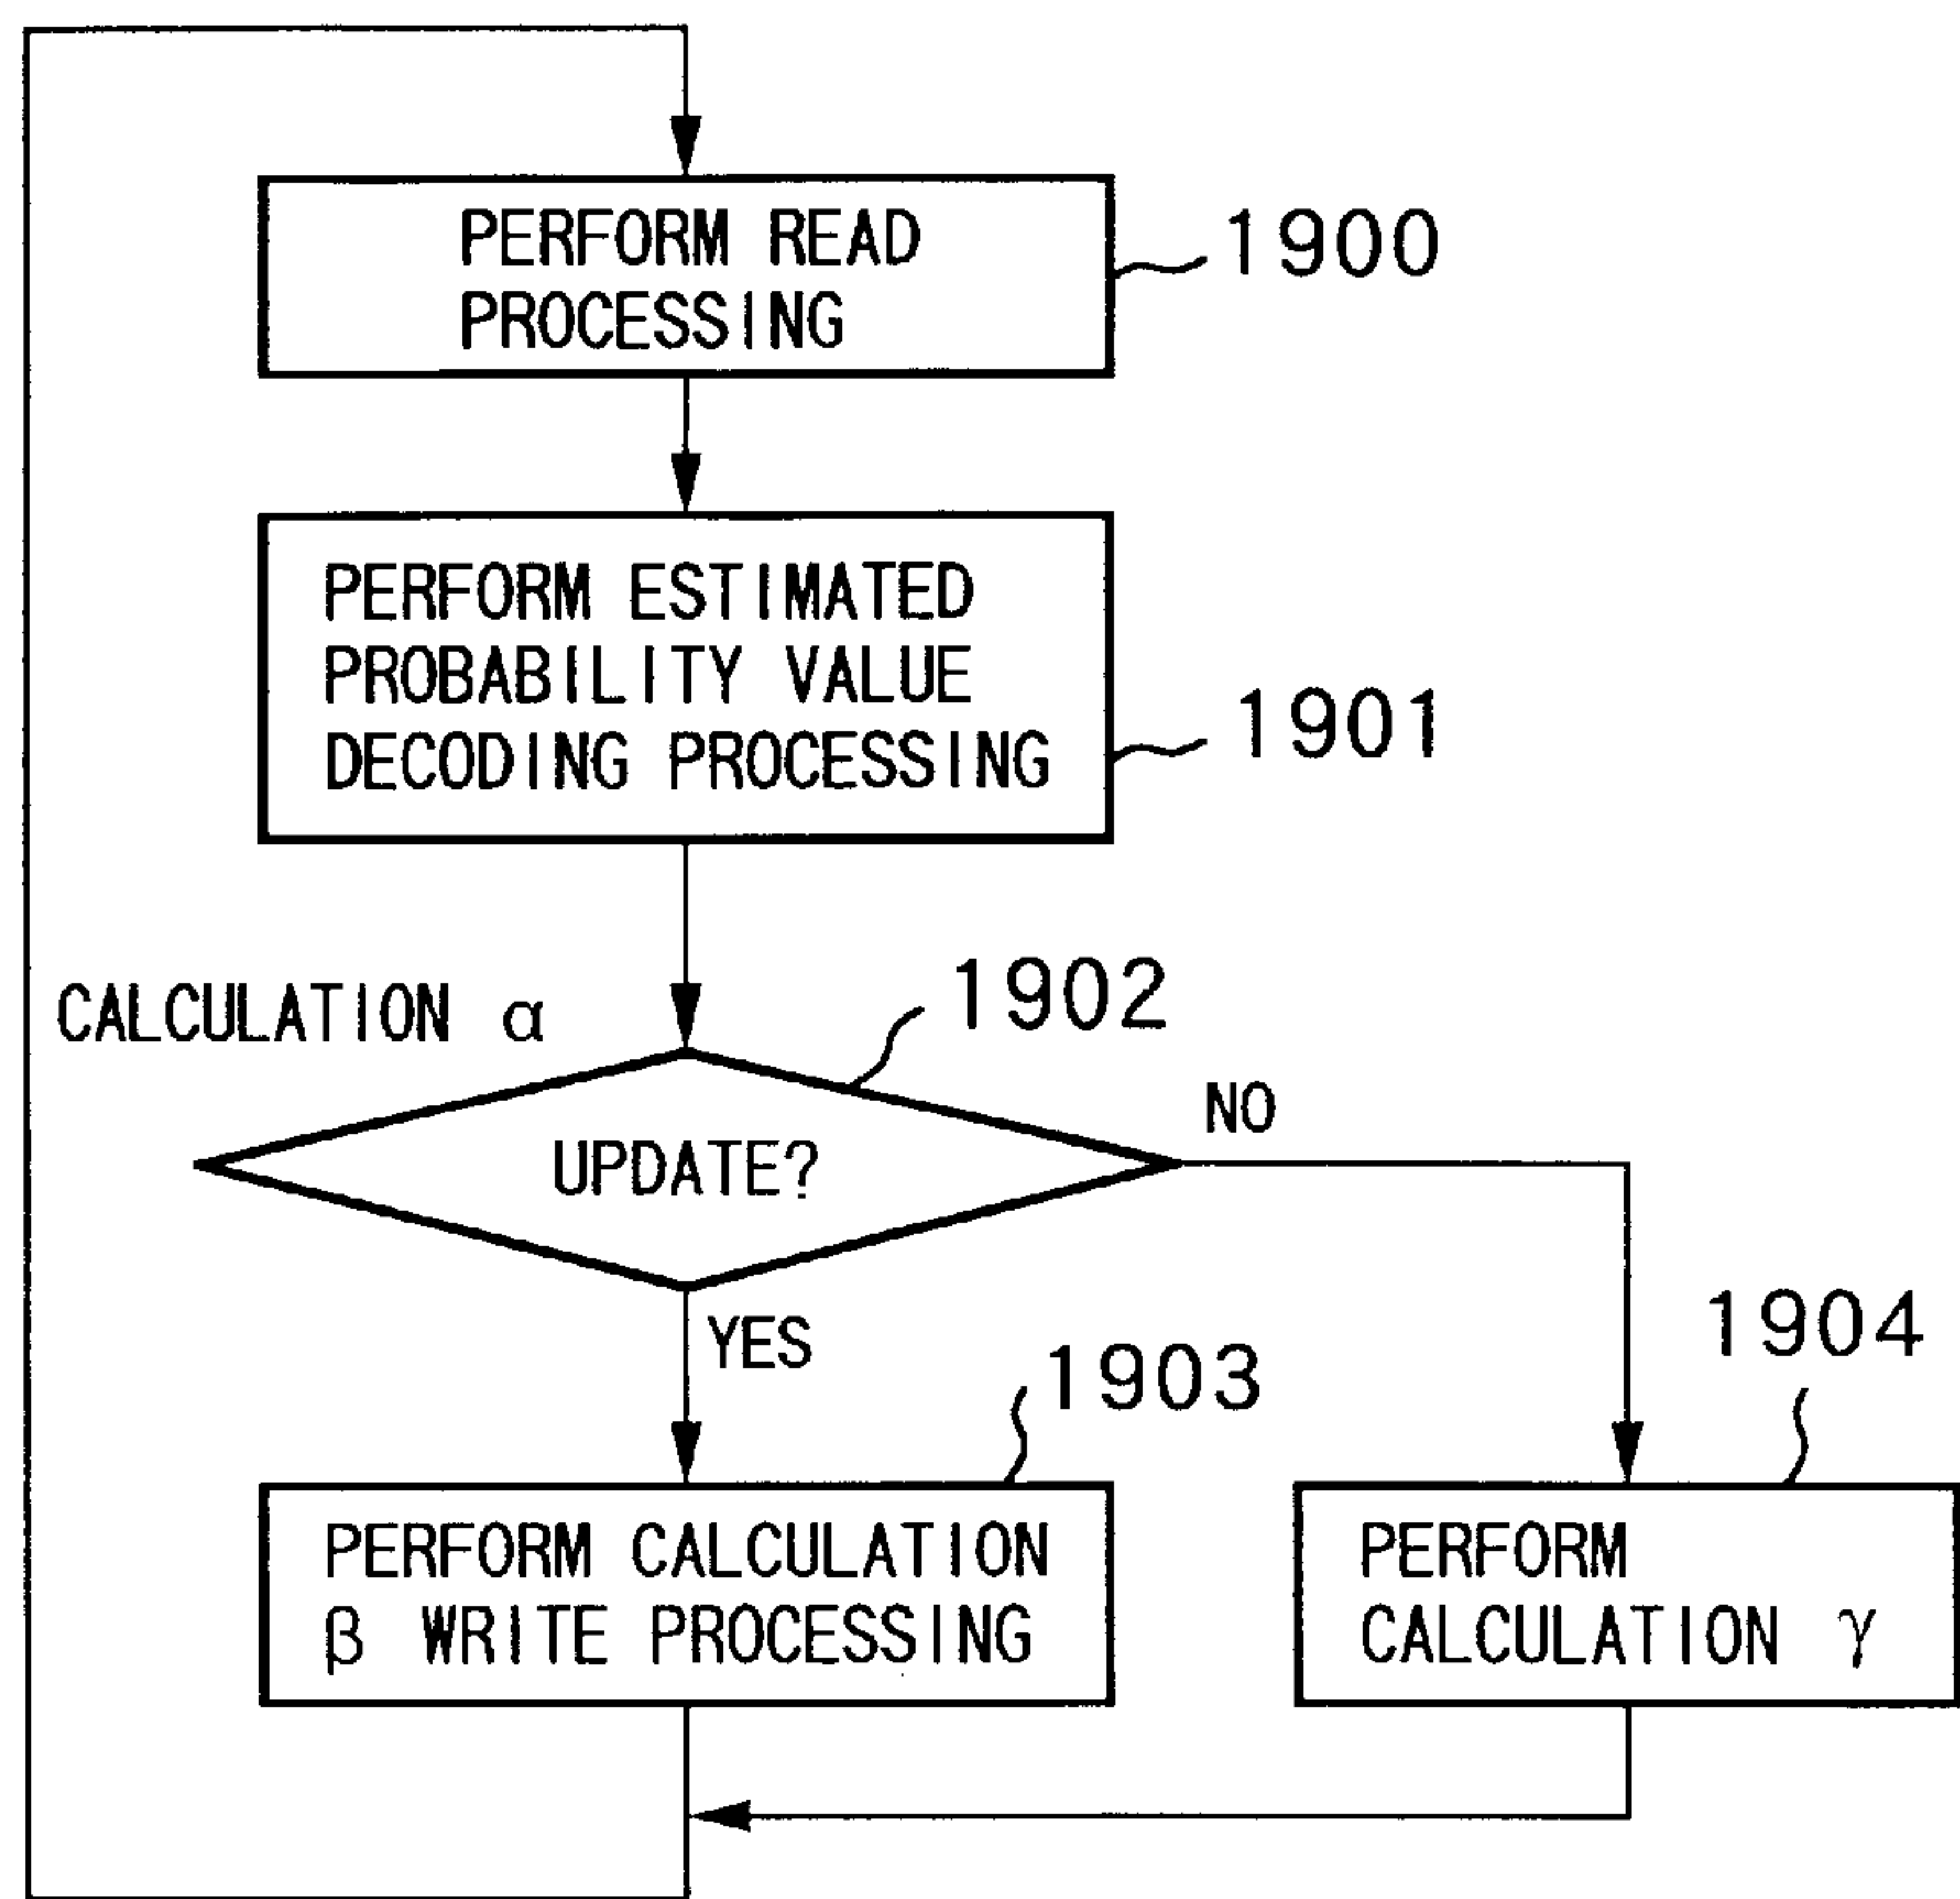 PERFORM READ
PROCESSING
1900
PERFORM ESTIMATED
PROBABILITY VALUE
DECODING PROCESSING
1901
CALCULATION α
1902
UPDATE?
NO
YES
1903
1904
PERFORM CALCULATION
β WRITE PROCESSING
PERFORM
CALCULATION γ